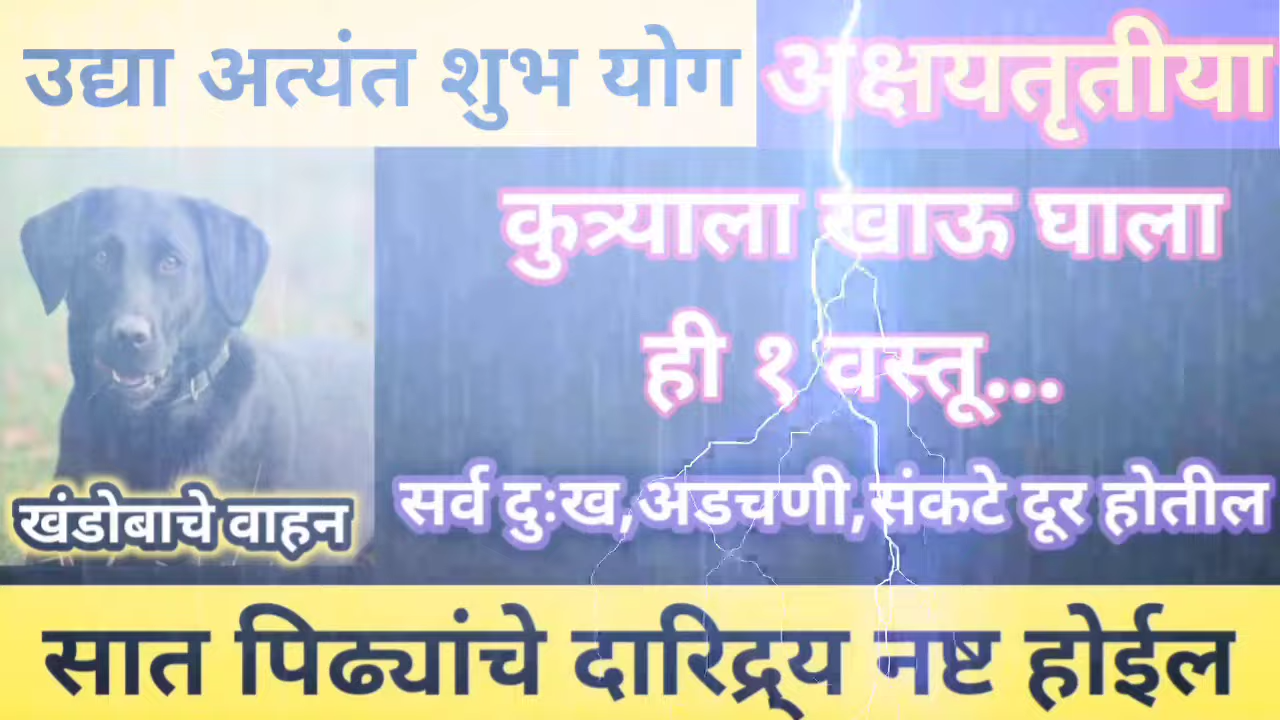 उद्या अत्यंत शुभ योग अक्षयतृतीया
कुत्र्याला खाऊ घाला
ही १ वस्तू...
सर्व दुःख,अडचणी,संकटे दूर होतील
खंडोबाचे वाहन
सात पिढ्यांचे दारिद्र्य नष्ट होईल